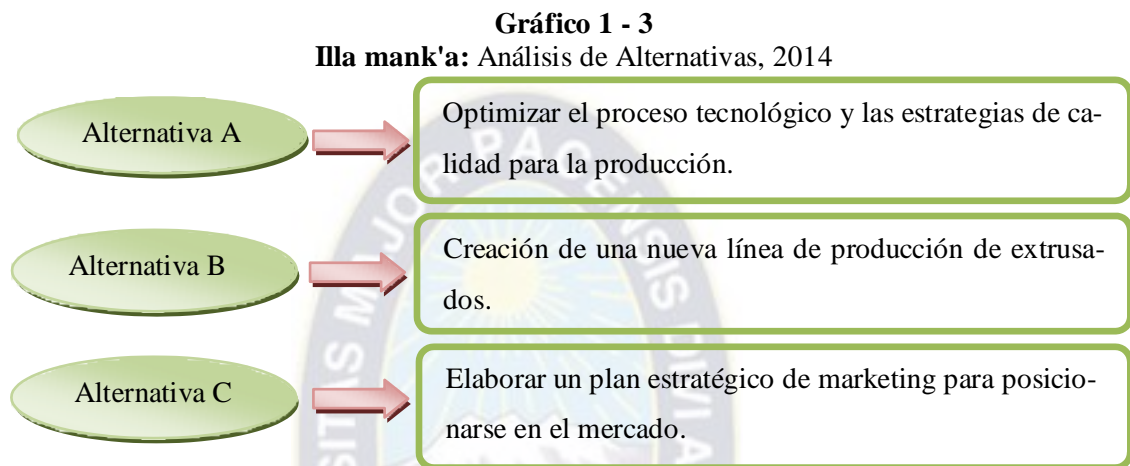 Gráfico 1 - 3
Illa mank'a: Análisis de Alternativas, 2014
Alternativa A
Optimizar el proceso tecnológico y las estrategias de ca-
lidad para la producción.
Alternativa B
Creación de una nueva línea de producción de extrusa-
dos.
Alternativa C
Elaborar un plan estratégico de marketing para posicio-
narse en el mercado.